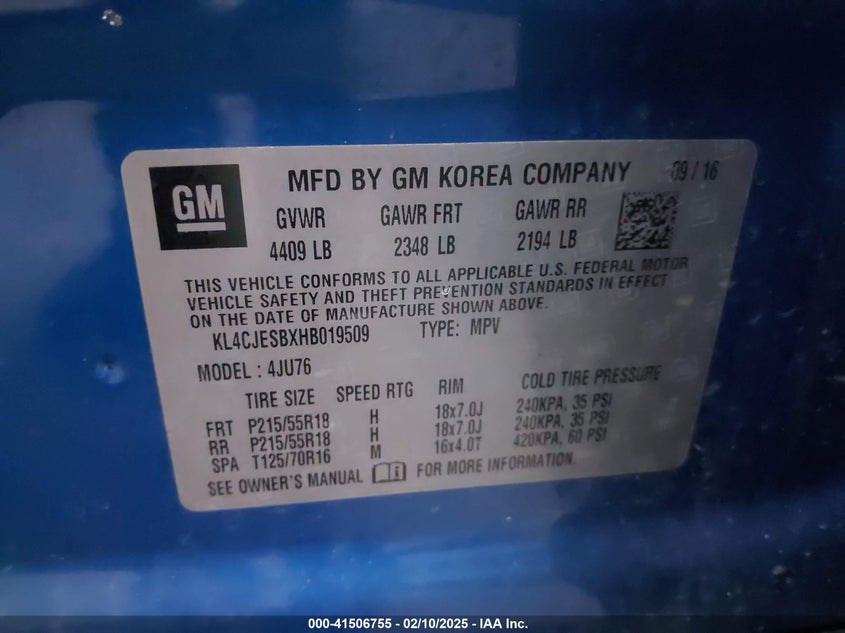 GM
MFD BY GM KOREA COMPANY 09/16
GVWR GAWR FRT GAWR RR
4409 LB 2348 LB 2194 LB
THIS VEHICLE CONFORMS TO ALL APPLICABLE U.S. FEDERAL MOTOR
VEHICLE SAFETY AND THEFT PREVENTION STANDARDS IN EFFECT
ON THE DATE OF MANUFACTURE SHOWN ABOVE.
KL4CJESBXHB019509 TYPE: MPV
MODEL: 4JU76
TIRE SIZE SPEED RTG RIM COLD TIRE PRESSURE
FRT P215/55R18 H 18x7.0J 240KPA, 35 PSI
RR P215/55R18 H 18x7.0J 240KPA, 35 PSI
SPA T125/70R16 M 16x4.0T 420KPA, 60 PSI
SEE OWNER'S MANUAL FOR MORE INFORMATION.
000-41506755 - 02/10/2025 - IAA Inc.